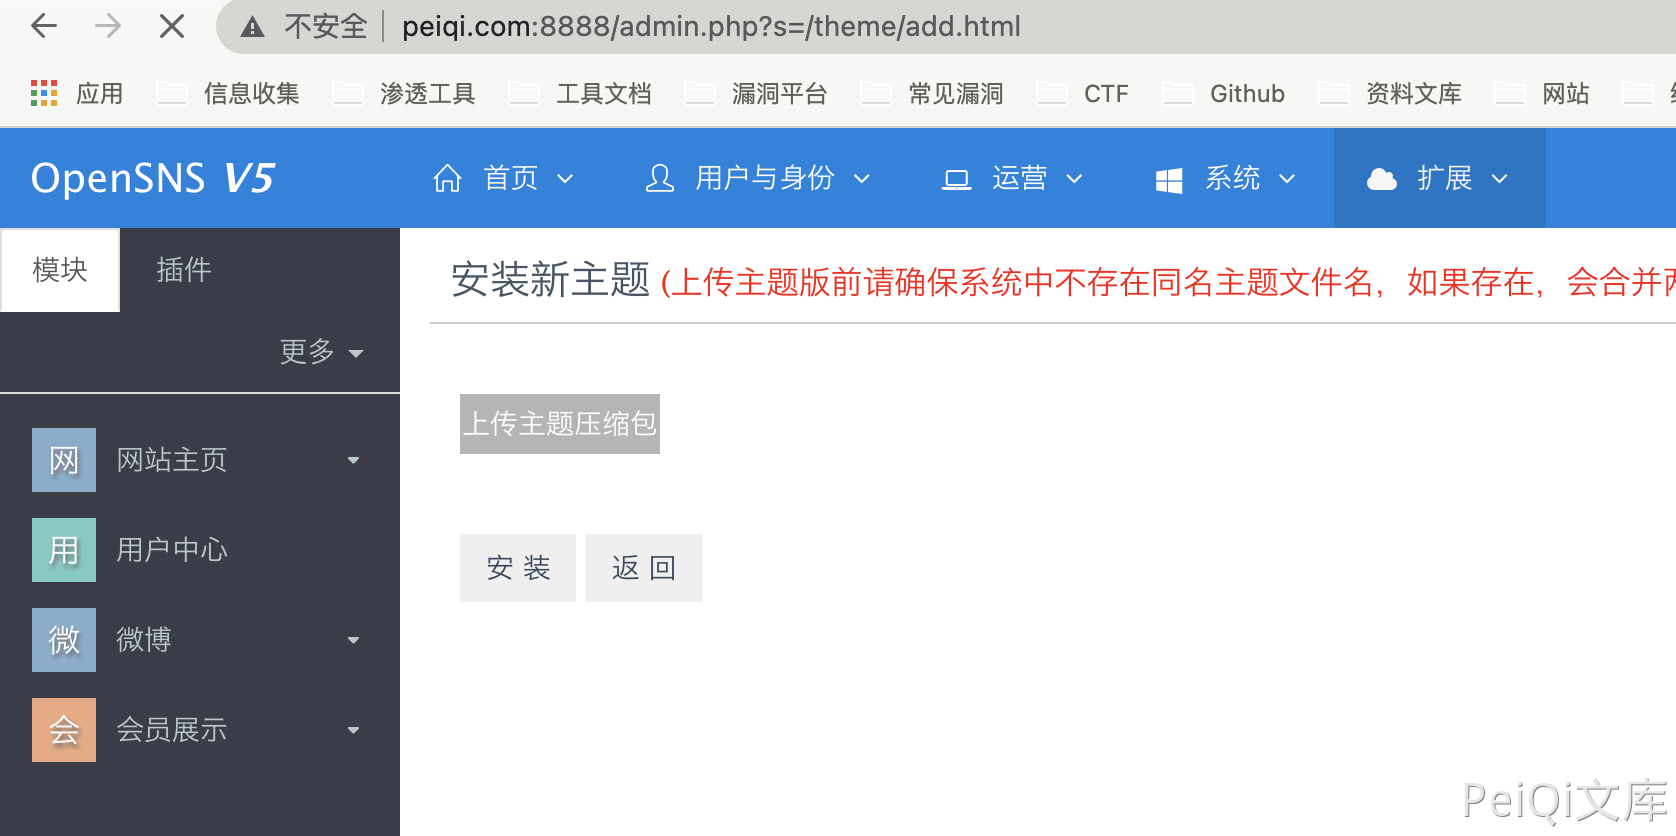 不安全 peiqi.com:8888/admin.php?s=/theme/add.html
应用 信息收集 渗透工具 工具文档 漏洞平台 常见漏洞 CTF Github 资料文库 网站
OpenSNS V5 首页 用户与身份 运营 系统 扩展
模块 插件
安装新主题 (上传主题版前请确保系统中不存在同名主题文件名，如果存在，会合并
更多
上传主题压缩包
网 网站主页
用 用户中心
安 装 返 回
微 微博
会 会员展示
PeiQi文库